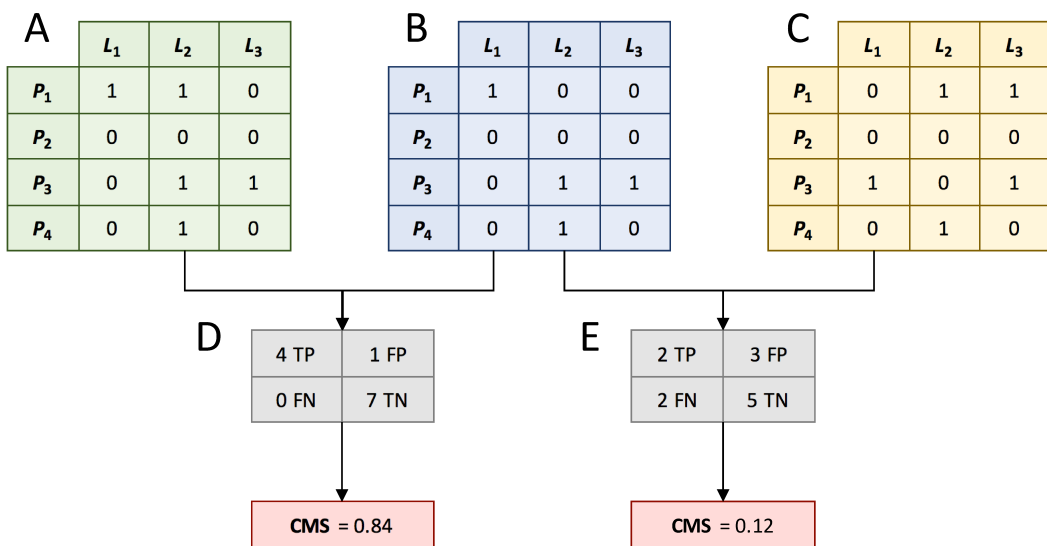 A B C
L1 L2 L3 L1 L2 L3 L1 L2 L3
P1 1 1 0 P1 1 0 0 P1 0 1 1
P2 0 0 0 P2 0 0 0 P2 0 0 0
P3 0 1 1 P3 0 1 1 P3 1 0 1
P4 0 1 0 P4 0 1 0 P4 0 1 0
D E
4 TP 1 FP 2 TP 3 FP
0 FN 7 TN 2 FN 5 TN
CMS = 0.84 CMS = 0.12